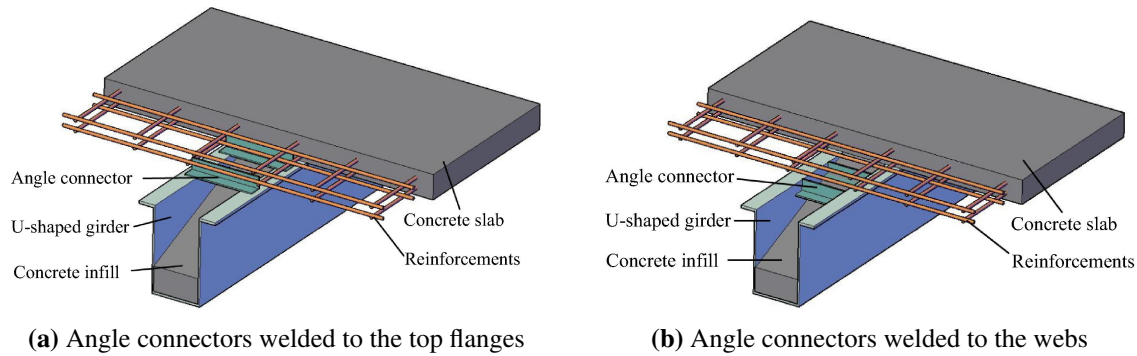 Angle connector
U-shaped girder
Concrete infill
Concrete slab
Reinforcements
(a) Angle connectors welded to the top flanges
Angle connector
U-shaped girder
Concrete infill
Concrete slab
Reinforcements
(b) Angle connectors welded to the webs